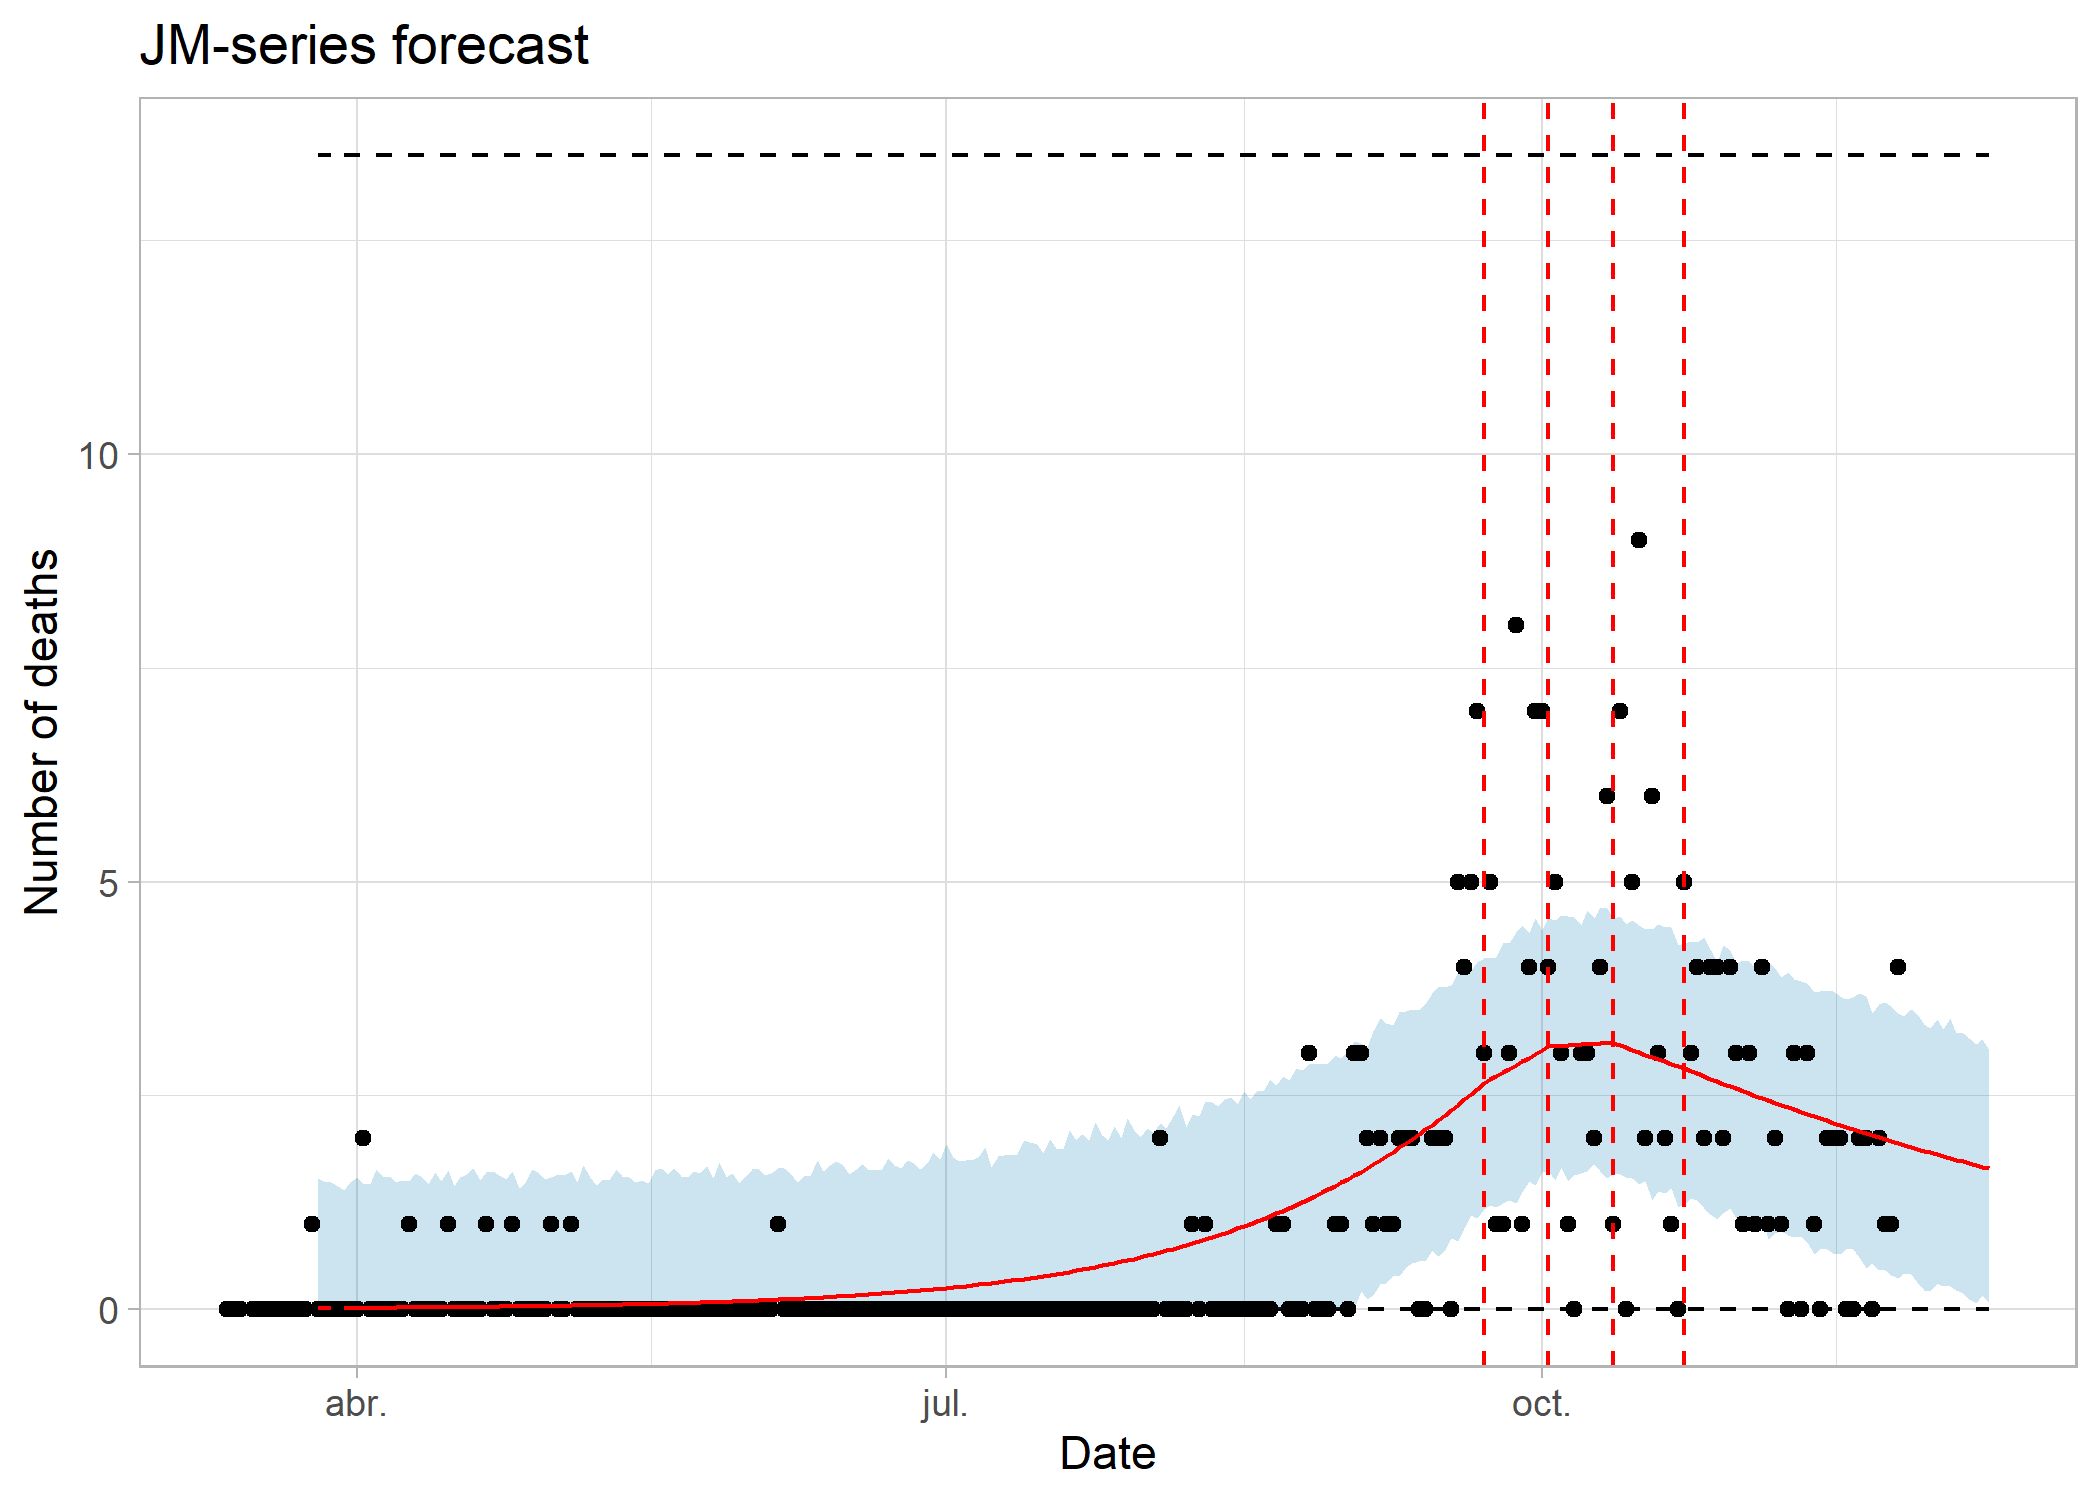 JM-series forecast
Number of deaths
10
5
0
abr.
jul.
oct.
Date